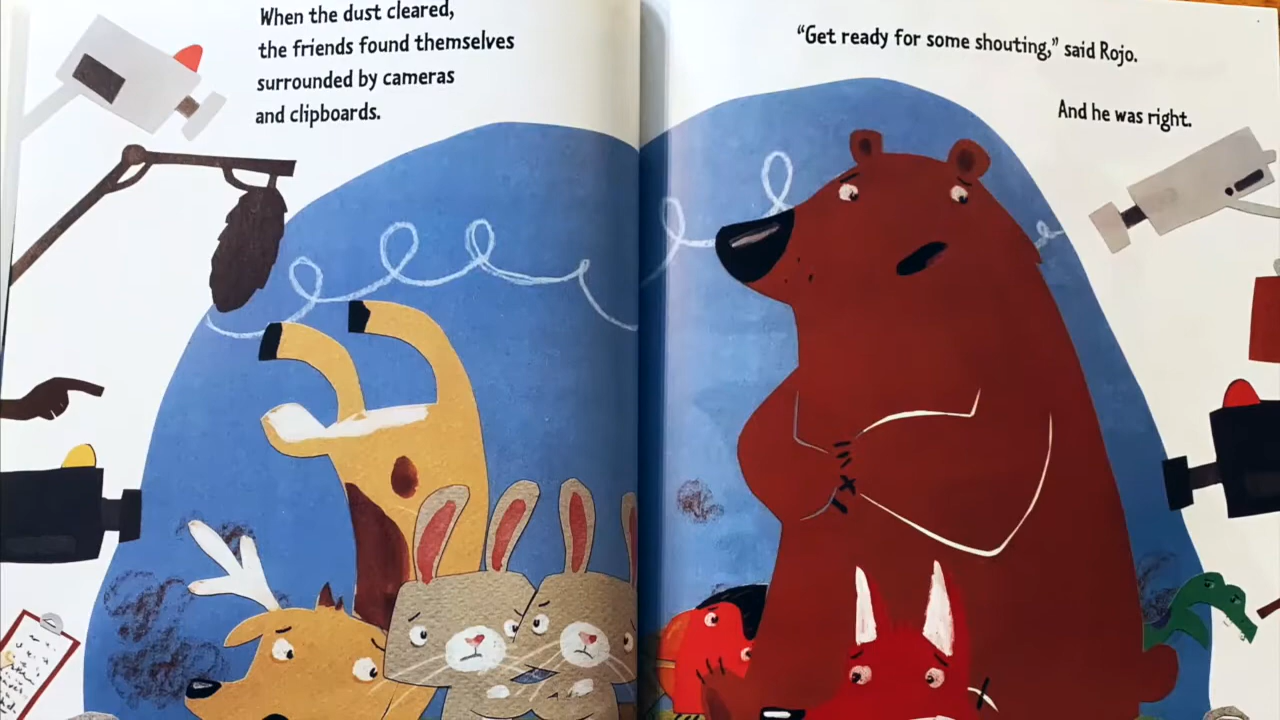 When the dust cleared,
the friends found themselves
surrounded by cameras
and clipboards.
“Get ready for some shouting,” said Rojo.
And he was right.